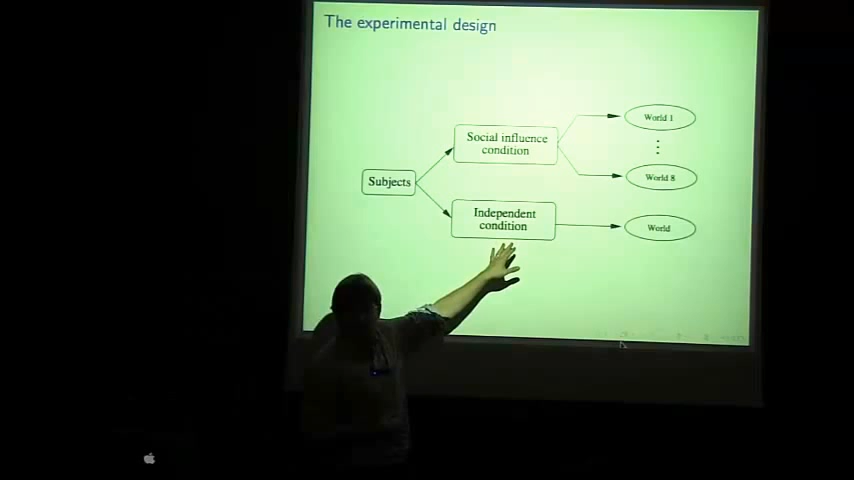 The experimental design
World 1
Social influence
condition
World 8
Subjects
Independent
condition
World